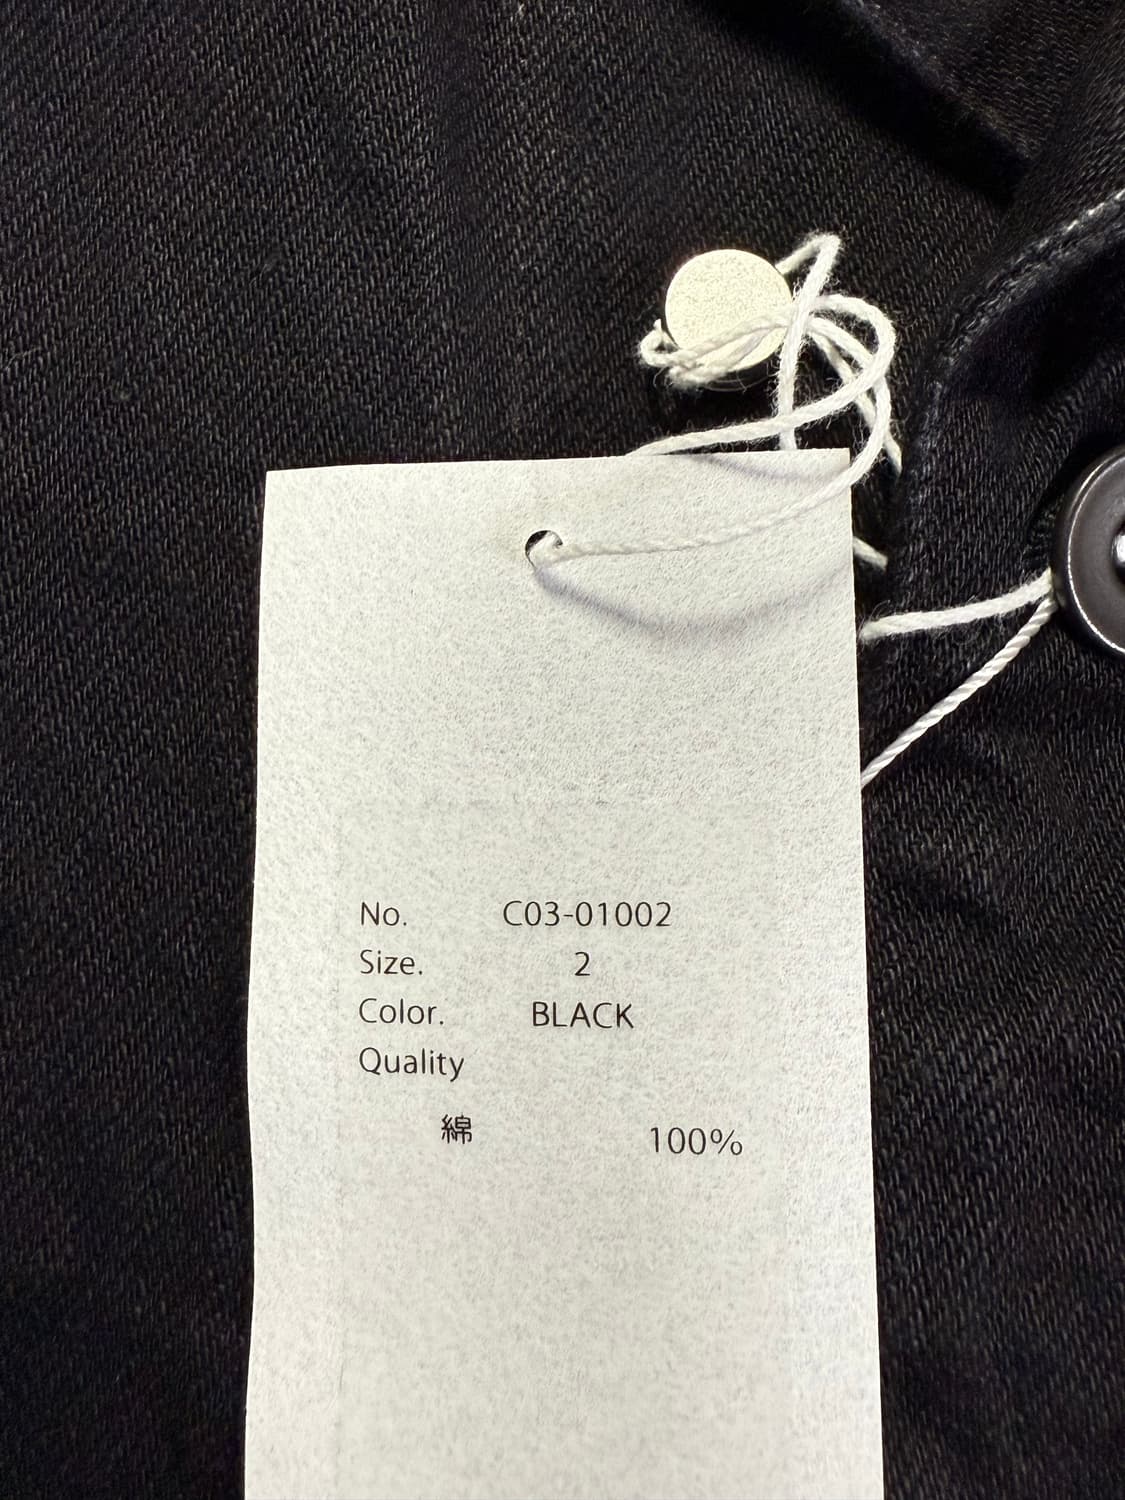 No. C03-01002
Size. 2
Color. BLACK
Quality
綿 100%